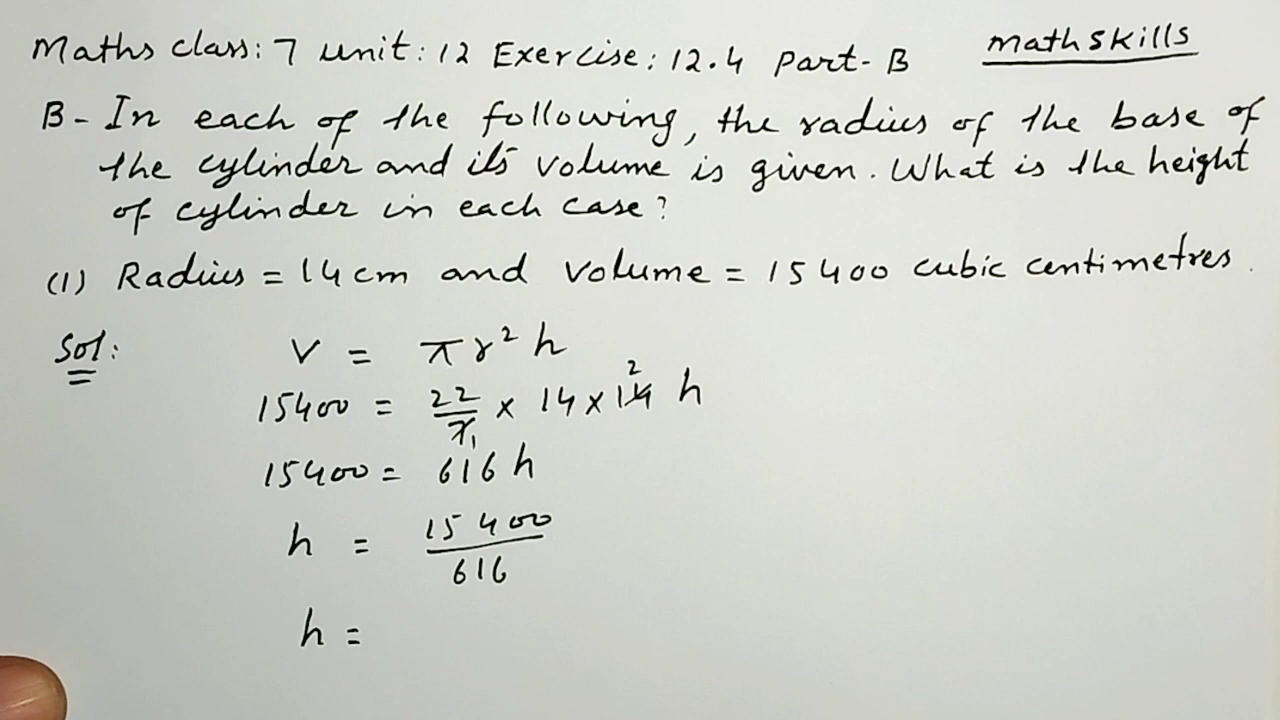 Maths class: 7 unit: 12 Exercise: 12.4 Part-B mathskills
B- In each of the following, the radius of the base of
the cylinder and its volume is given. What is the height
of cylinder in each case?
(1) Radius = 14 cm and volume = 15400 cubic centimetres.
Sol: V = πr²h
15400 = 22/7 1 × 14 × 14 2 h
15400 = 616 h
h = 15400/616
h =